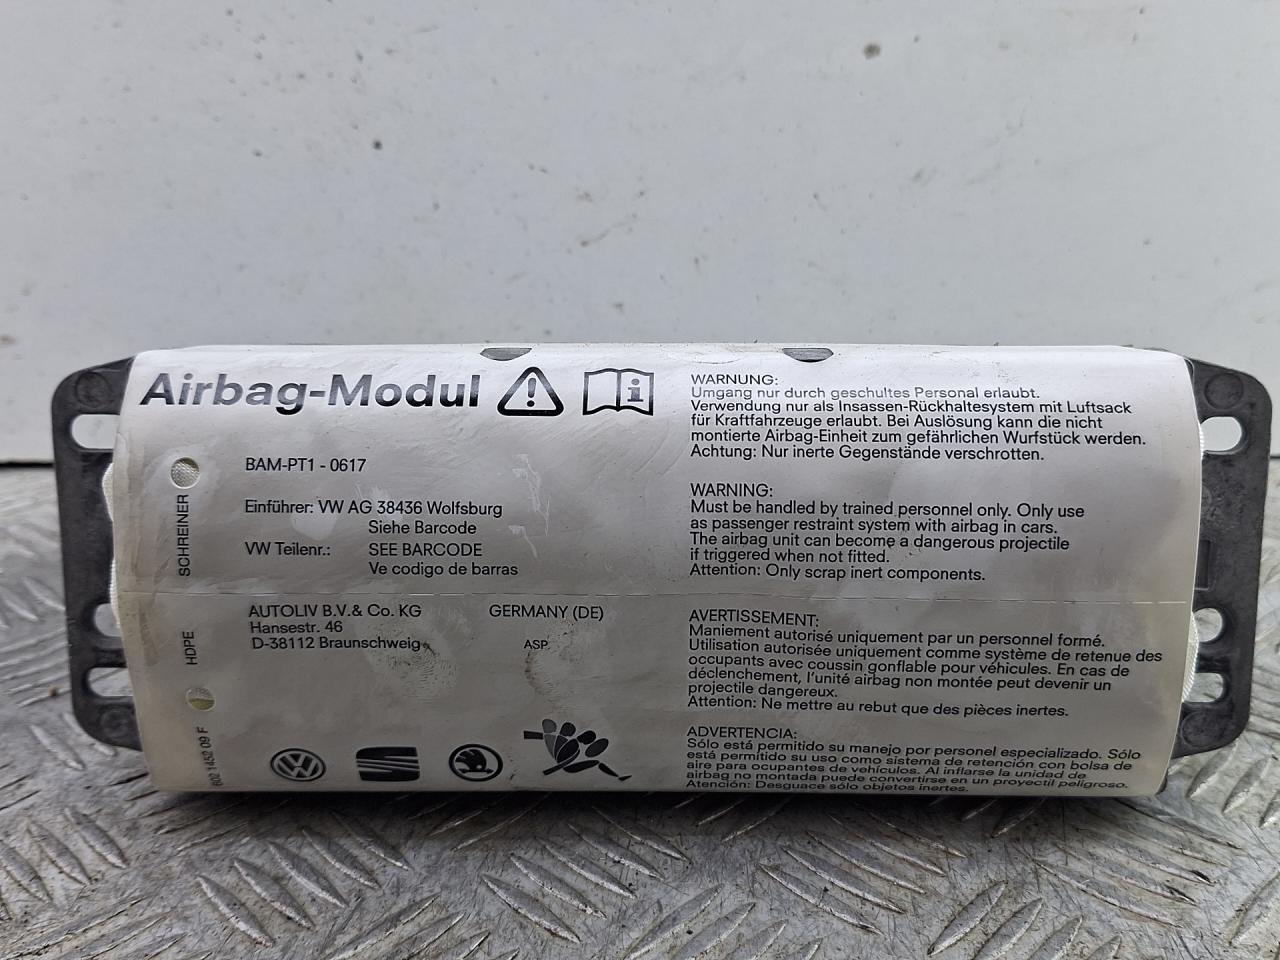 Airbag-Modul
BAM-PT1 - 0617
Einführer: VW AG 38436 Wolfsburg
Siehe Barcode
VW Teilenr.: SEE BARCODE
Ve codigo de barras
AUTOLIV B.V.& Co. KG GERMANY (DE)
Hansestr. 46
D-38112 Braunschweig ASP.
SCHREINER
HDPE
602 1452 09 F
WARNUNG:
Umgang nur durch geschultes Personal erlaubt.
Verwendung nur als Insassen-Rückhaltesystem mit Luftsack
für Kraftfahrzeuge erlaubt. Bei Auslösung kann die nicht
montierte Airbag-Einheit zum gefährlichen Wurfstück werden.
Achtung: Nur inerte Gegenstände verschrotten.
WARNING:
Must be handled by trained personnel only. Only use
as passenger restraint system with airbag in cars.
The airbag unit can become a dangerous projectile
if triggered when not fitted.
Attention: Only scrap inert components.
AVERTISSEMENT:
Maniement autorisé uniquement par un personnel formé.
Utilisation autorisée uniquement comme système de retenue des
occupants avec coussin gonflable pour véhicules. En cas de
déclenchement, l'unité airbag non montée peut devenir un
projectile dangereux.
Attention: Ne mettre au rebut que des pièces inertes.
ADVERTENCIA:
Sólo está permitido su manejo por personel especializado. Sólo
está permitido su uso como sistema de retención con bolsa de
aire para ocupantes de vehículos. Al inflarse la unidad de
airbag no montada puede convertirse en un proyectil peligroso.
Atención: Desguace sólo objetos inertes.